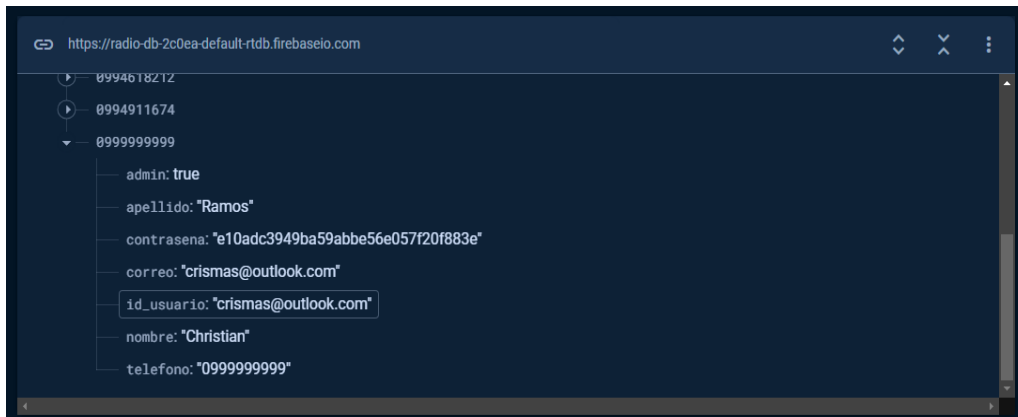 https://radio-db-2c0ea-default-rtdb.firebaseio.com
0994618212
0994911674
0999999999
admin: true
apellido: "Ramos"
contrasena: "e10adc3949ba59abbe56e057f20f883e"
correo: "crismas@outlook.com"
id_usuario: "crismas@outlook.com"
nombre: "Christian"
telefono: "0999999999"